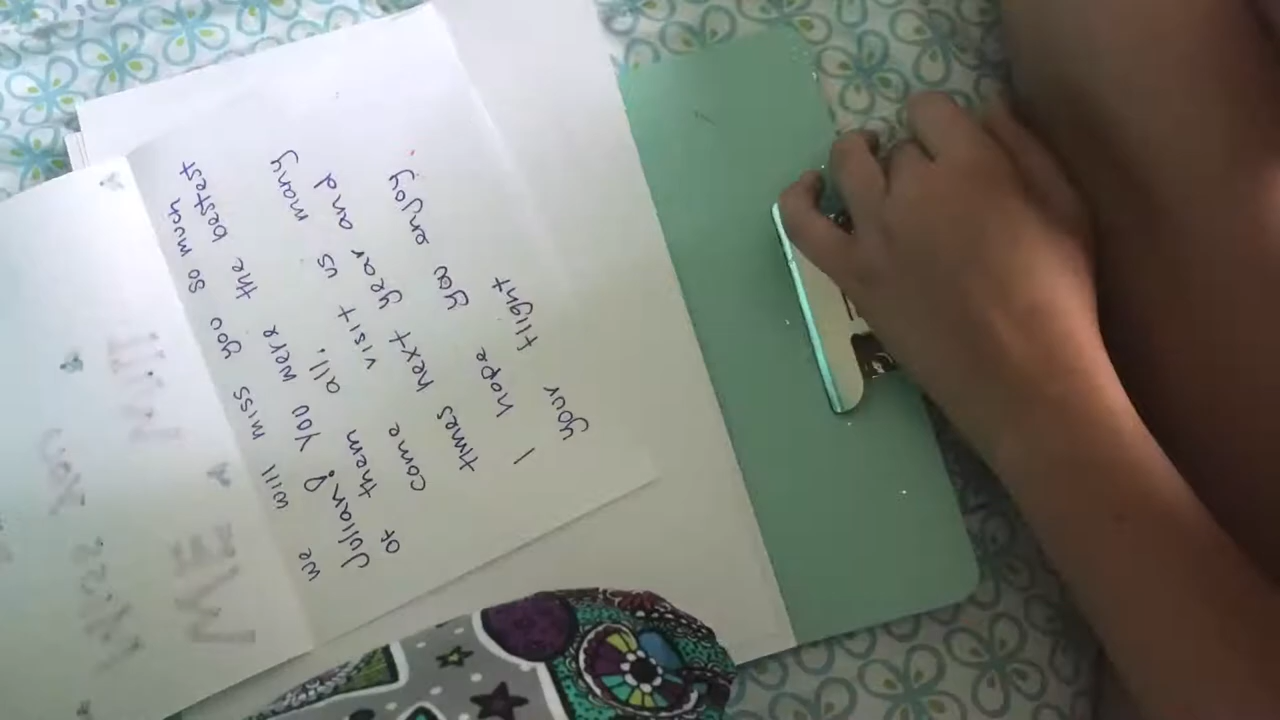 we will miss you so much
Julian! You were the bestest
of them all.
come visit us many
times next year and
I hope you enjoy
your flight